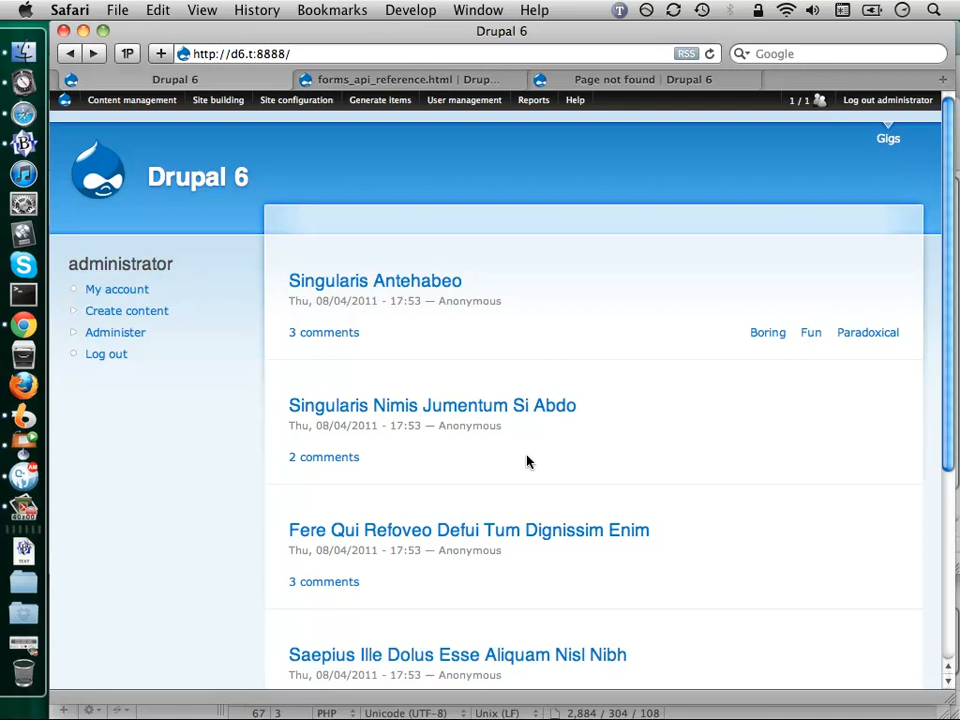 Safari File Edit View History Bookmarks Develop Window Help
Drupal 6
1P http://d6.t:8888/ RSS Google
Drupal 6 forms_api_reference.html | Drup... Page not found | Drupal 6
Content management Site building Site configuration Generate items User management Reports Help 1 / 1 Log out administrator
Gigs
Drupal 6
administrator
My account
Create content
Administer
Log out
Singularis Antehabeo
Thu, 08/04/2011 - 17:53 — Anonymous
3 comments Boring Fun Paradoxical
Singularis Nimis Jumentum Si Abdo
Thu, 08/04/2011 - 17:53 — Anonymous
2 comments
Fere Qui Refoveo Defui Tum Dignissim Enim
Thu, 08/04/2011 - 17:53 — Anonymous
3 comments
Saepius Ille Dolus Esse Aliquam Nisl Nibh
Thu, 08/04/2011 - 17:53 — Anonymous
67 3 PHP Unicode (UTF-8) Unix (LF) 2,884 / 304 / 108